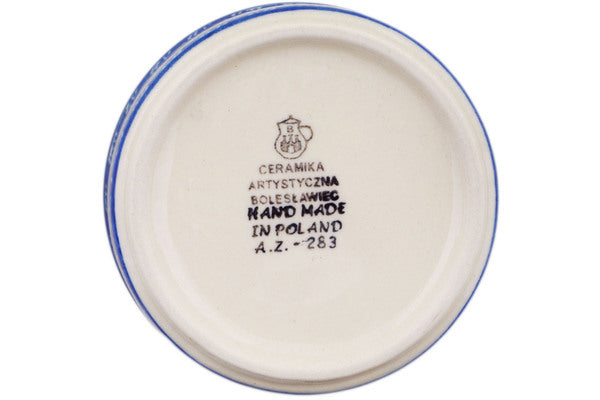 B
CERAMIKA
ARTYSTYCZNA
BOLESŁAWIEC
HAND MADE
IN POLAND
A.Z.-283